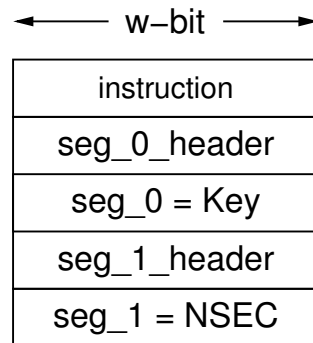 w-bit
instruction
seg_0_header
seg_0 = Key
seg_1_header
seg_1 = NSEC